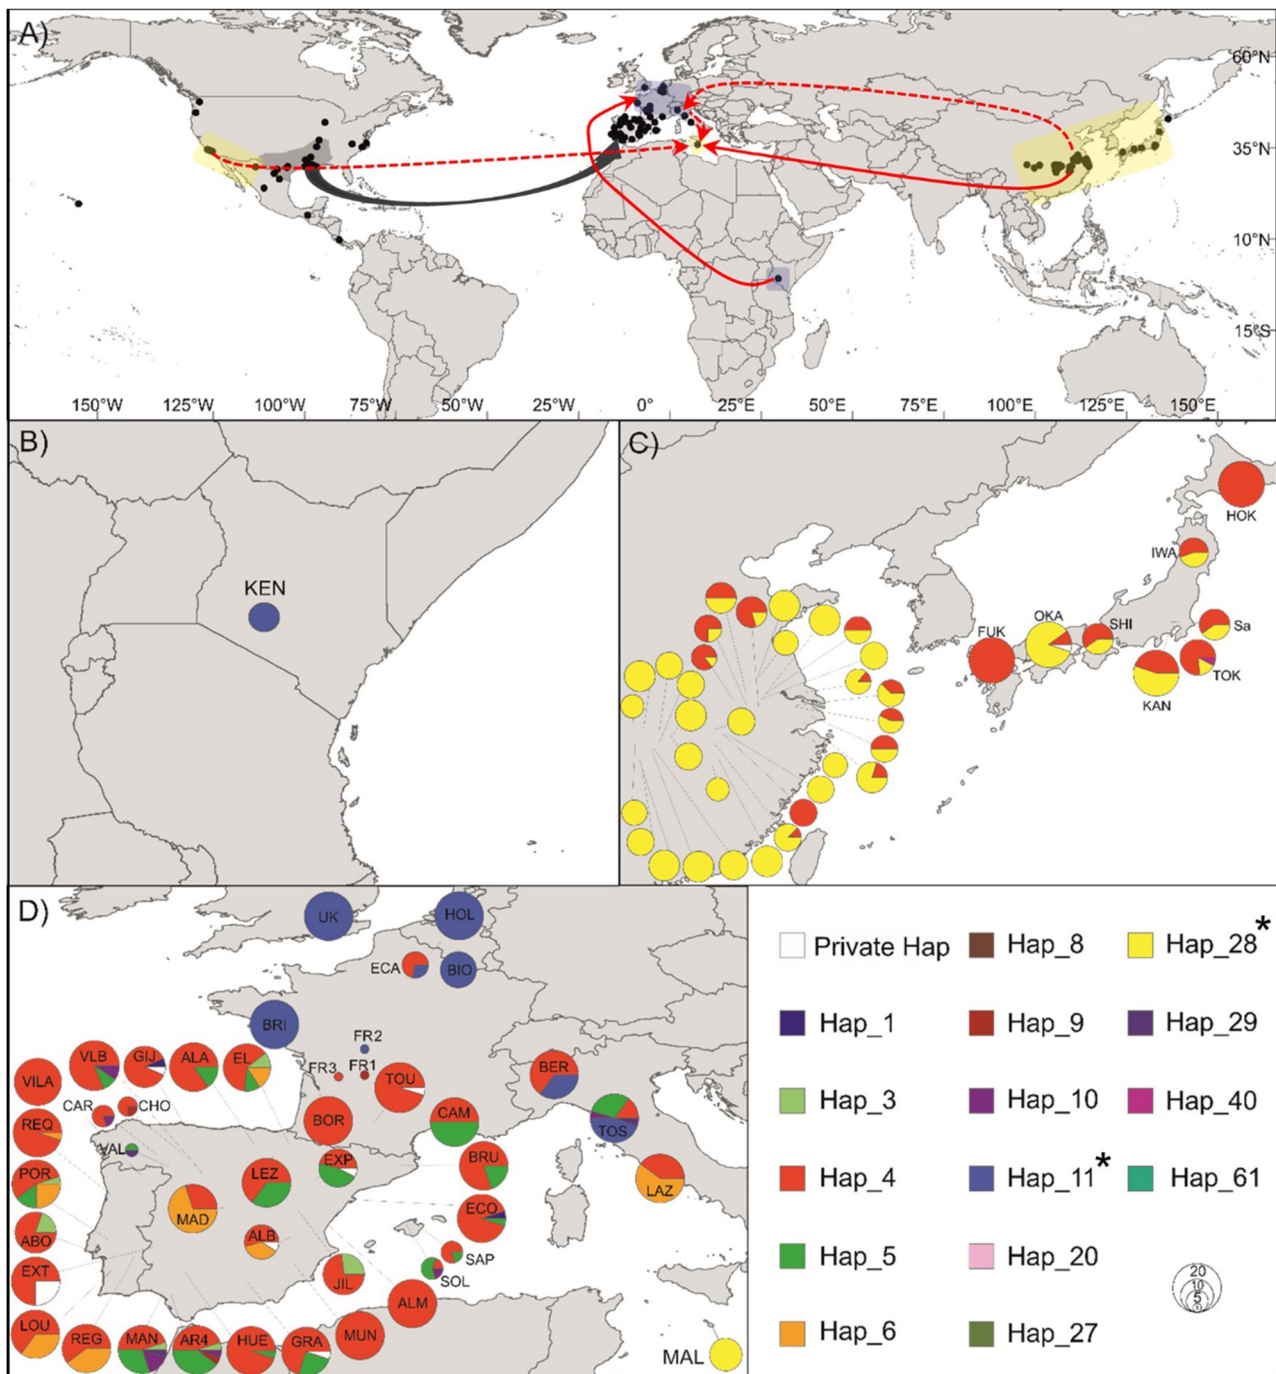 A)
60°N
35°N
10°N
15°S
150°W 125°W 100°W 75°W 50°W 25°W 0° 25°E 50°E 75°E 100°E 125°E 150°E
B)
KEN
C)
HOK
IWA
OKA
SHI
Sa
FUK
TOK
KAN
D)
UK
HOL
ECA
BIO
BRI
FR2
FR3
FR1
VLB
GIJ
ALA
EL
VILA
TOU
BER
CAR
CHO
BOR
CAM
TOS
REQ
VAL
EXP
BRU
POR
LEZ
LAZ
MAD
ECO
ABO
ALB
SAP
EXT
JIL
SOL
ALM
LOU
REG
MAN
AR4
HUE
GRA
MUN
MAL
Private Hap
Hap_8
Hap_28*
Hap_1
Hap_9
Hap_29
Hap_3
Hap_10
Hap_40
Hap_4
Hap_11*
Hap_61
Hap_5
Hap_20
Hap_6
Hap_27
20
10
5
0